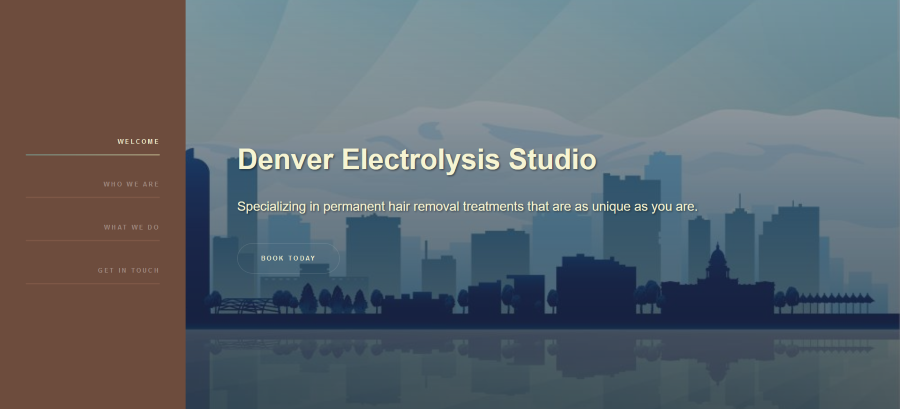 WELCOME
WHO WE ARE
WHAT WE DO
GET IN TOUCH
Denver Electrolysis Studio
Specializing in permanent hair removal treatments that are as unique as you are.
BOOK TODAY